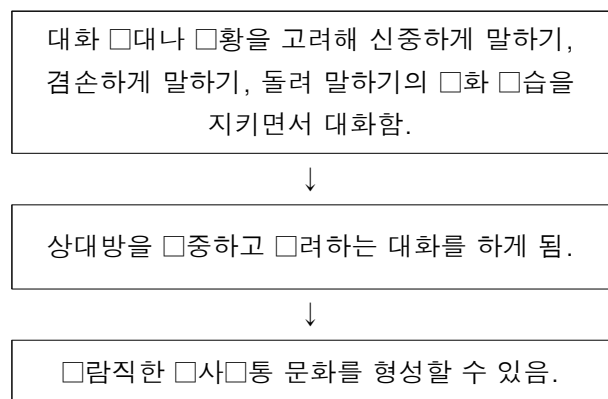 대화 □대나 □황을 고려해 신중하게 말하기,
겸손하게 말하기, 돌려 말하기의 □화 □습을
지키면서 대화함.
↓
상대방을 □중하고 □려하는 대화를 하게 됨.
↓
□람직한 □사□통 문화를 형성할 수 있음.